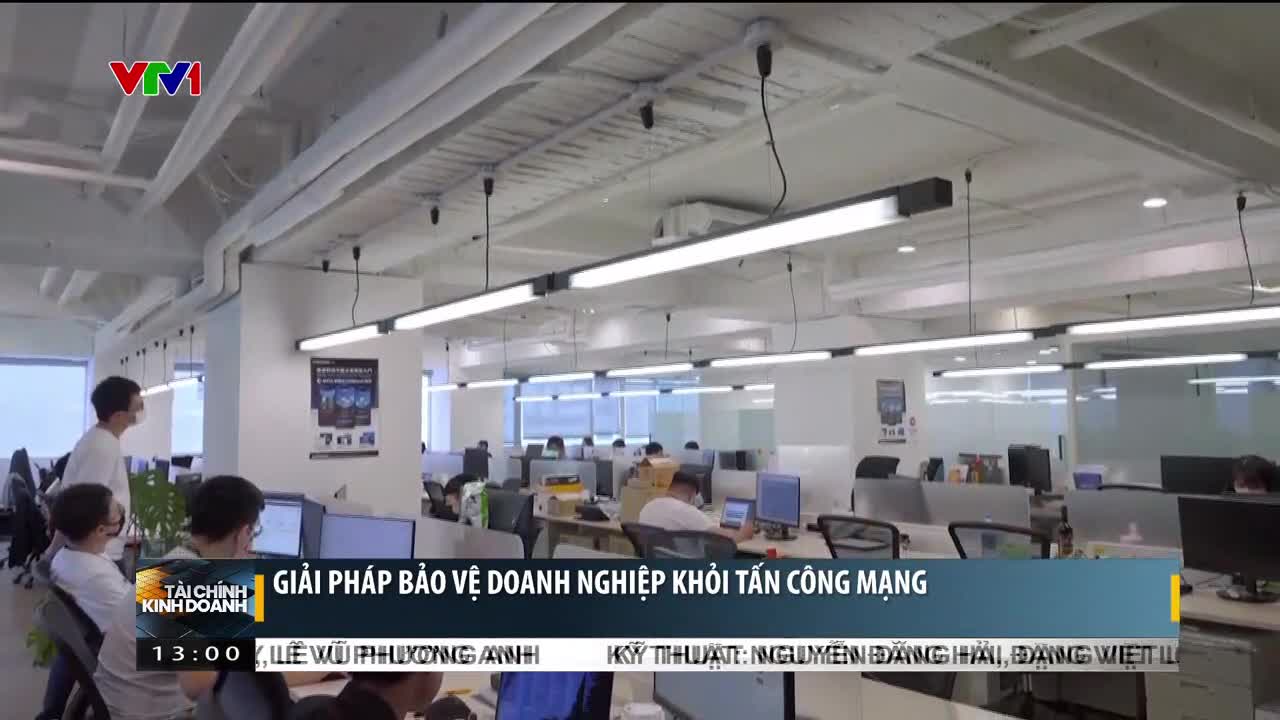 VTV1
GIẢI PHÁP BẢO VỆ DOANH NGHIỆP KHỎI TẤN CÔNG MẠNG
TÀI CHÍNH
KINH DOANH
13:00
LÊ VŨ PHƯƠNG ANH KỸ THUẬT: NGUYỄN ĐĂNG HẢI, ĐẶNG VIỆT